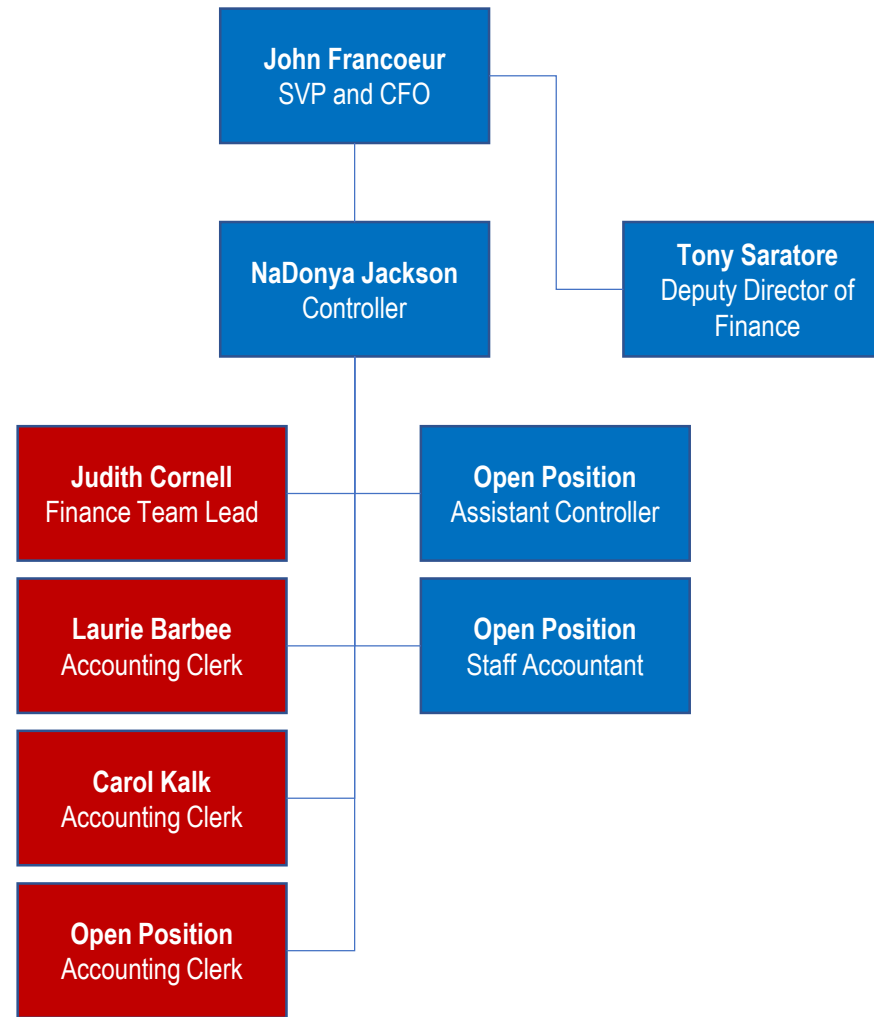 John Francoeur
SVP and CFO
NaDonya Jackson
Controller
Tony Saratore
Deputy Director of
Finance
Judith Cornell
Finance Team Lead
Open Position
Assistant Controller
Laurie Barbee
Accounting Clerk
Open Position
Staff Accountant
Carol Kalk
Accounting Clerk
Open Position
Accounting Clerk